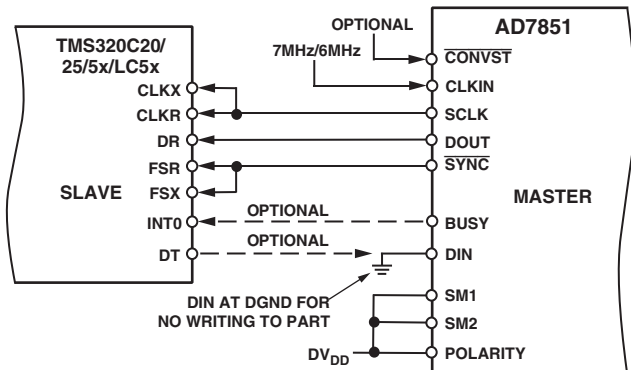 OPTIONAL
AD7851
TMS320C20/
25/5x/LC5x
7MHz/6MHz
CONVST
CLKX
CLKIN
CLKR
SCLK
DR
DOUT
FSR
SYNC
SLAVE
FSX
MASTER
OPTIONAL
INT0
BUSY
OPTIONAL
DT
DIN
DIN AT DGND FOR
NO WRITING TO PART
SM1
SM2
DVDD
POLARITY